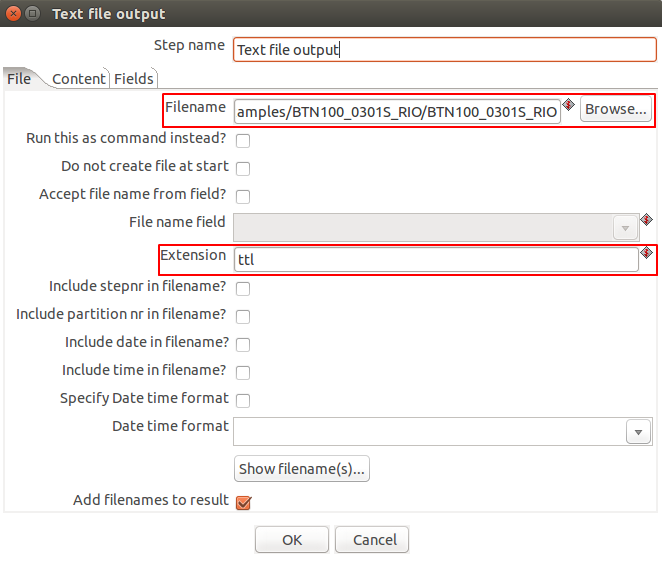 Text file output
Step name Text file output
File Content Fields
Filename amples/BTN100_0301S_RIO/BTN100_0301S_RIO Browse...
Run this as command instead?
Do not create file at start
Accept file name from field?
File name field
Extension ttl
Include stepnr in filename?
Include partition nr in filename?
Include date in filename?
Include time in filename?
Specify Date time format
Date time format
Show filename(s)...
Add filenames to result
OK Cancel